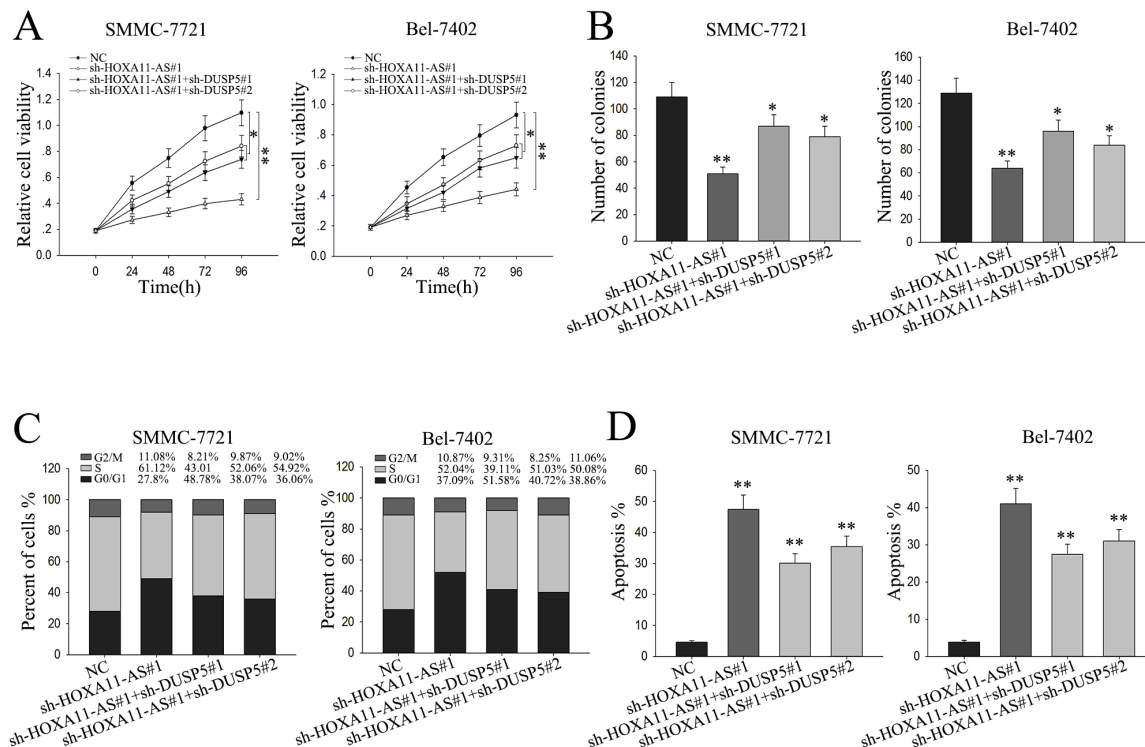 A
SMMC-7721
NC
sh-HOXA11-AS#1
sh-HOXA11-AS#1+sh-DUSP5#1
sh-HOXA11-AS#1+sh-DUSP5#2
Relative cell viability
1.4
1.2
1.0
.8
.6
.4
.2
0.0
0 24 48 72 96
Time(h)
*
**
Bel-7402
NC
sh-HOXA11-AS#1
sh-HOXA11-AS#1+sh-DUSP5#1
sh-HOXA11-AS#1+sh-DUSP5#2
Relative cell viability
1.2
1.0
.8
.6
.4
.2
0.0
0 24 48 72 96
Time(h)
*
**
B
SMMC-7721
Number of colonies
140
120
100
80
60
40
20
0
** * *
NC
sh-HOXA11-AS#1
sh-HOXA11-AS#1+sh-DUSP5#1
sh-HOXA11-AS#1+sh-DUSP5#2
Bel-7402
Number of colonies
160
140
120
100
80
60
40
20
0
** * *
NC
sh-HOXA11-AS#1
sh-HOXA11-AS#1+sh-DUSP5#1
sh-HOXA11-AS#1+sh-DUSP5#2
C
SMMC-7721
G2/M 11.08% 8.21% 9.87% 9.02%
S 61.12% 43.01 52.06% 54.92%
G0/G1 27.8% 48.78% 38.07% 36.06%
Percent of cells %
120
100
80
60
40
20
0
NC
sh-HOXA11-AS#1
sh-HOXA11-AS#1+sh-DUSP5#1
sh-HOXA11-AS#1+sh-DUSP5#2
Bel-7402
G2/M 10.87% 9.31% 8.25% 11.06%
S 52.04% 39.11% 51.03% 50.08%
G0/G1 37.09% 51.58% 40.72% 38.86%
Percent of cells %
120
100
80
60
40
20
0
NC
sh-HOXA11-AS#1
sh-HOXA11-AS#1+sh-DUSP5#1
sh-HOXA11-AS#1+sh-DUSP5#2
D
SMMC-7721
Apoptosis %
60
50
40
30
20
10
0
** ** **
NC
sh-HOXA11-AS#1
sh-HOXA11-AS#1+sh-DUSP5#1
sh-HOXA11-AS#1+sh-DUSP5#2
Bel-7402
Apoptosis %
50
40
30
20
10
0
** ** **
NC
sh-HOXA11-AS#1
sh-HOXA11-AS#1+sh-DUSP5#1
sh-HOXA11-AS#1+sh-DUSP5#2